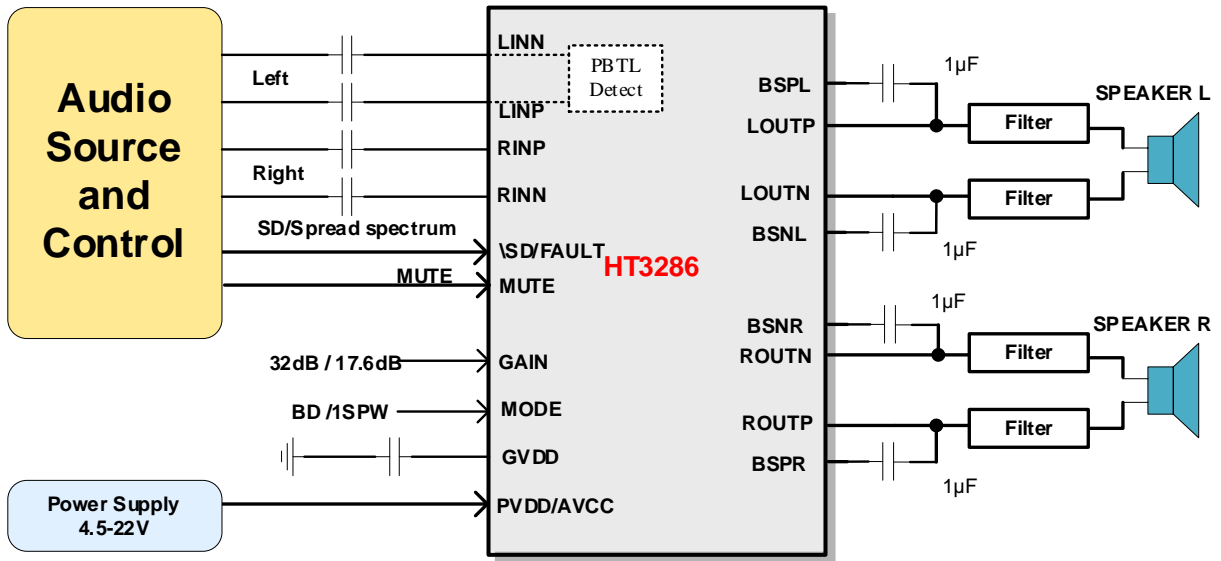 Audio
Source
and
Control
Left
Right
SD/Spread spectrum
MUTE
32dB / 17.6dB
BD /1SPW
Power Supply
4.5-22V
LINN
PBTL
Detect
LINP
RINP
RINN
\SD/FAULT
HT3286
MUTE
GAIN
MODE
GVDD
PVDD/AVCC
BSPL
LOUTP
LOUTN
BSNL
BSNR
ROUTN
ROUTP
BSPR
1µF
Filter
SPEAKER L
Filter
1µF
1µF
Filter
SPEAKER R
Filter
1µF